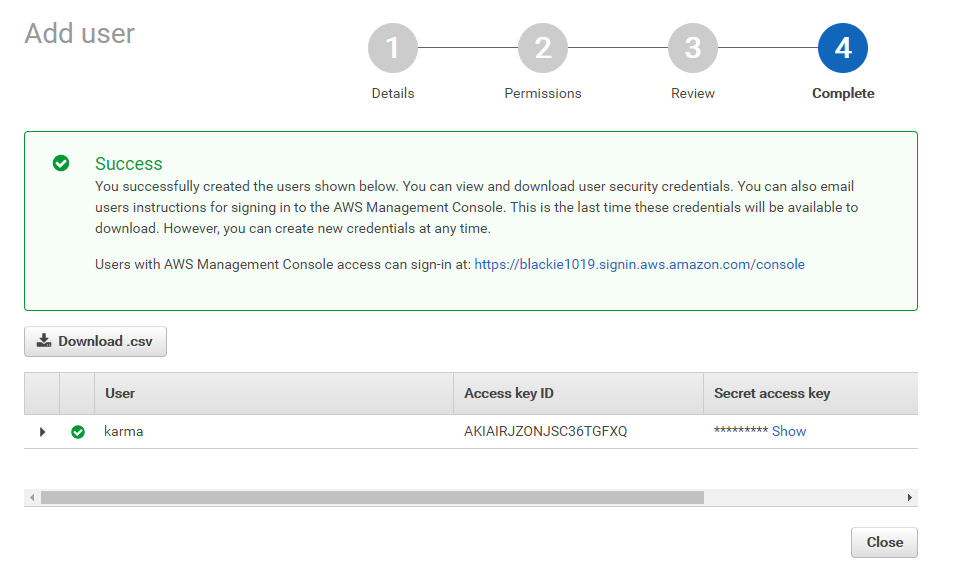 Add user
1
2
3
4
Details
Permissions
Review
Complete
Success
You successfully created the users shown below. You can view and download user security credentials. You can also email
users instructions for signing in to the AWS Management Console. This is the last time these credentials will be available to
download. However, you can create new credentials at any time.
Users with AWS Management Console access can sign-in at: https://blackie1019.signin.aws.amazon.com/console
Download .csv
User Access key ID Secret access key
karma AKIAIRJZONJSC36TGFXQ ********* Show
Close